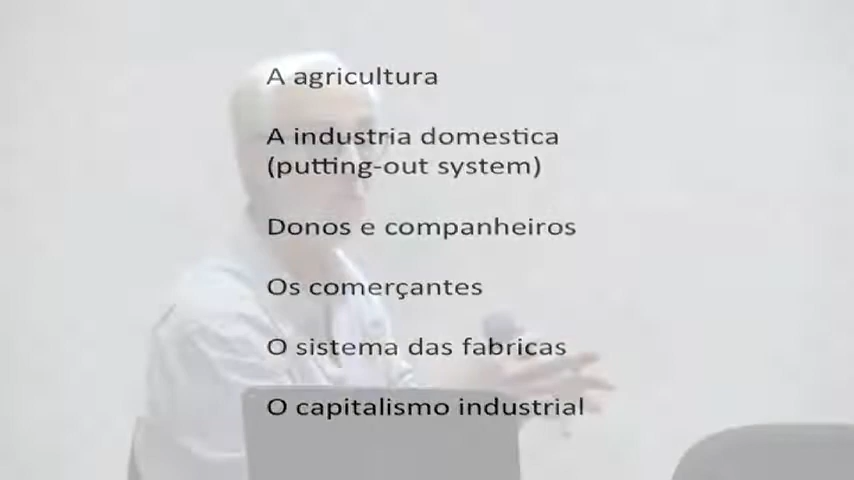 A agricultura
A industria domestica
(putting-out system)
Donos e companheiros
Os comerçantes
O sistema das fabricas
O capitalismo industrial